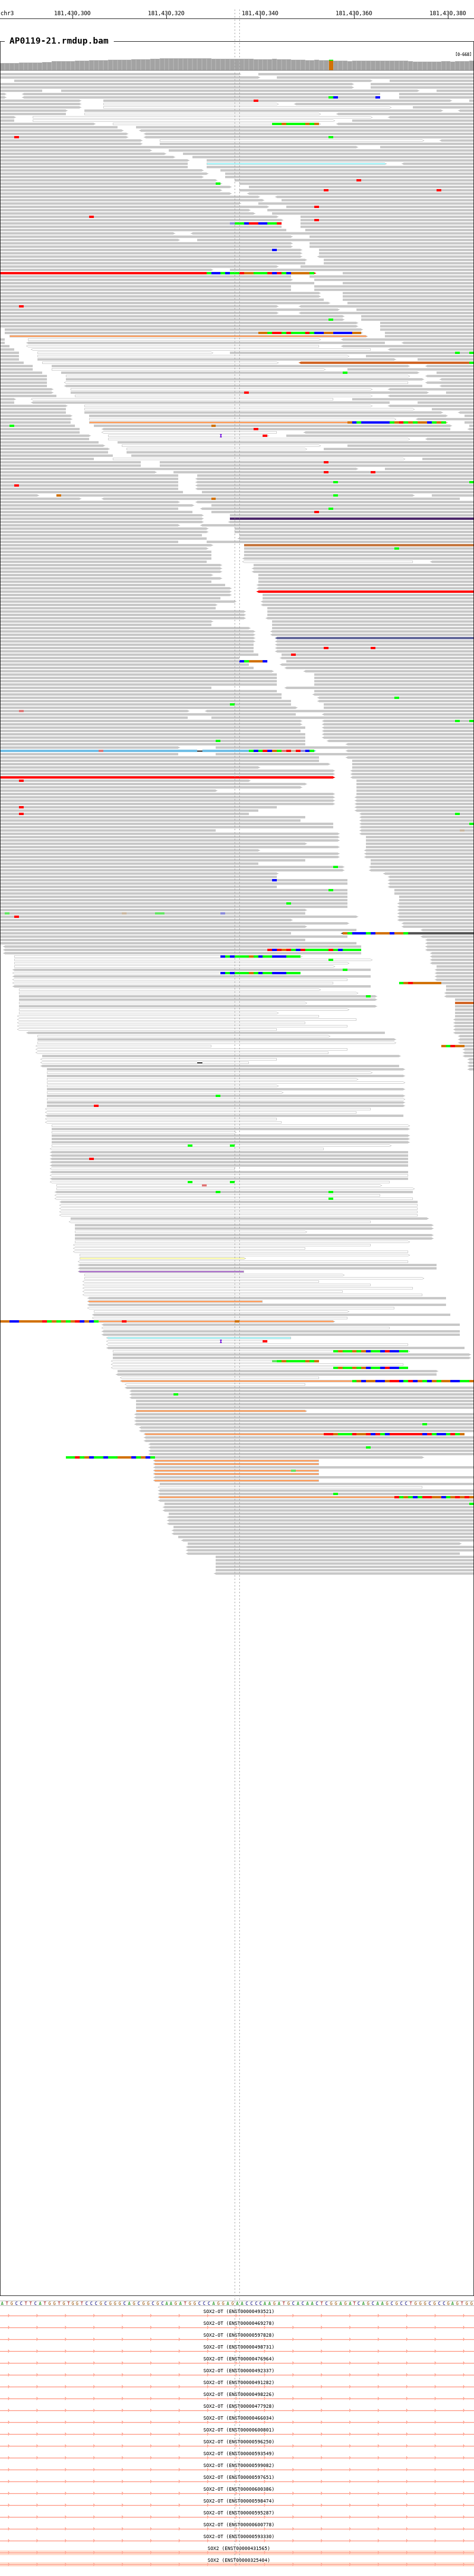 chr3 181,430,300 181,430,320 181,430,340 181,430,360 181,430,380
AP0119-21.rmdup.bam
SOX2-OT (ENST00000493521)
SOX2-OT (ENST00000469278)
SOX2-OT (ENST00000597828)
SOX2-OT (ENST00000498731)
SOX2-OT (ENST00000476964)
SOX2-OT (ENST00000492337)
SOX2-OT (ENST00000491282)
SOX2-OT (ENST00000498226)
SOX2-OT (ENST00000477928)
SOX2-OT (ENST00000466034)
SOX2-OT (ENST00000600801)
SOX2-OT (ENST00000596250)
SOX2-OT (ENST00000593549)
SOX2-OT (ENST00000599082)
SOX2-OT (ENST00000597651)
SOX2-OT (ENST00000600386)
SOX2-OT (ENST00000598474)
SOX2-OT (ENST00000595287)
SOX2-OT (ENST00000600778)
SOX2-OT (ENST00000593330)
SOX2 (ENST00000431565)
SOX2 (ENST00000325404)